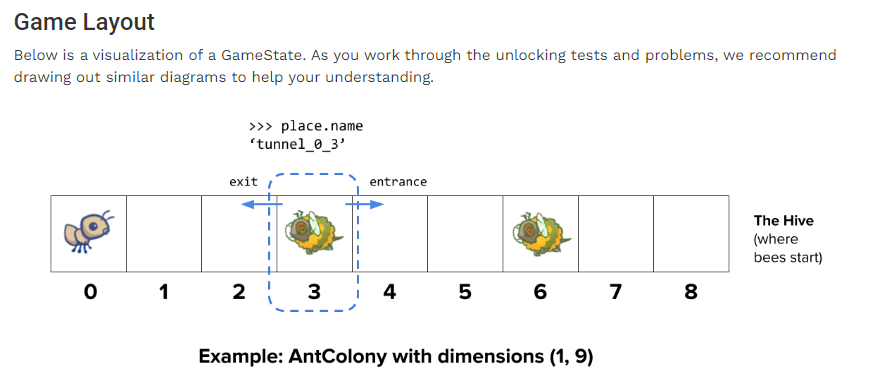 Game Layout
Below is a visualization of a GameState. As you work through the unlocking tests and problems, we recommend
drawing out similar diagrams to help your understanding.
>>> place.name
‘tunnel_0_3’
exit
entrance
The Hive
(where
bees start)
0 1 2 3 4 5 6 7 8
Example: AntColony with dimensions (1, 9)